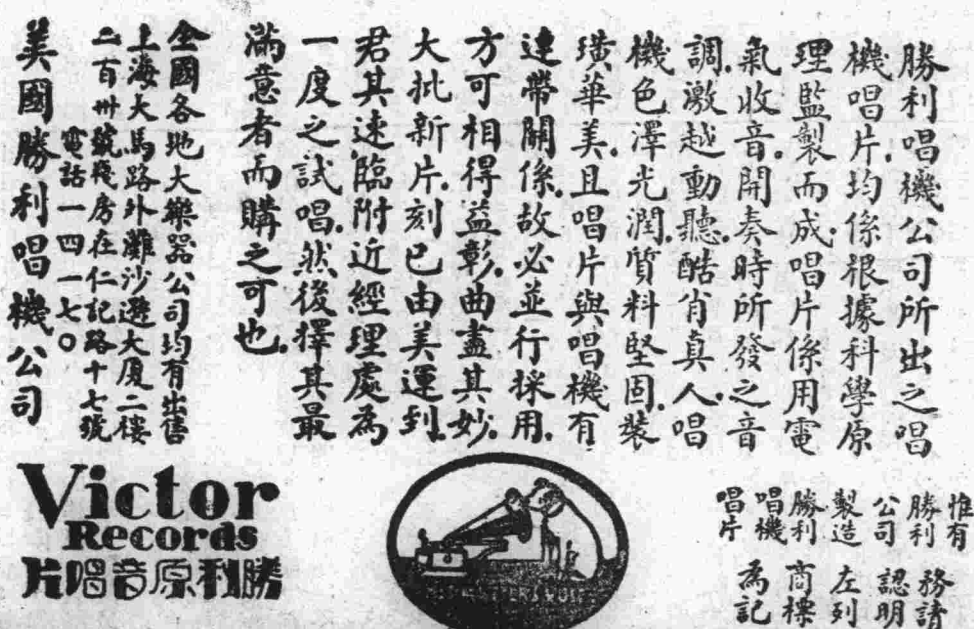 勝利唱機公司所出之唱
機唱片.均係根據科學原
理監製而成.唱片係用電
氣收音.開奏時所發之音
調.激越動聽.酷肖真人.唱
機色澤光潤.質料堅固.裝
璜華美.且唱片與唱機有
連帶關係.故必並行採用.
方可相得益彰.曲盡其妙.
大批新片.刻已由美運到.
君其速臨附近經理處為
一度之試唱.然後擇其最
滿意者而購之可也.
全國各地大樂器公司均有出售
上海大馬路外灘沙遜大厦二樓
二百卅號棧房在仁記路十七號
電話一四一七〇
美國勝利唱機公司
惟有
勝利
公司
製造
勝利
唱機
唱片
務請
認明
左列
商標
為記
Victor
Records
勝利原音唱片
HIS MASTER'S VOICE